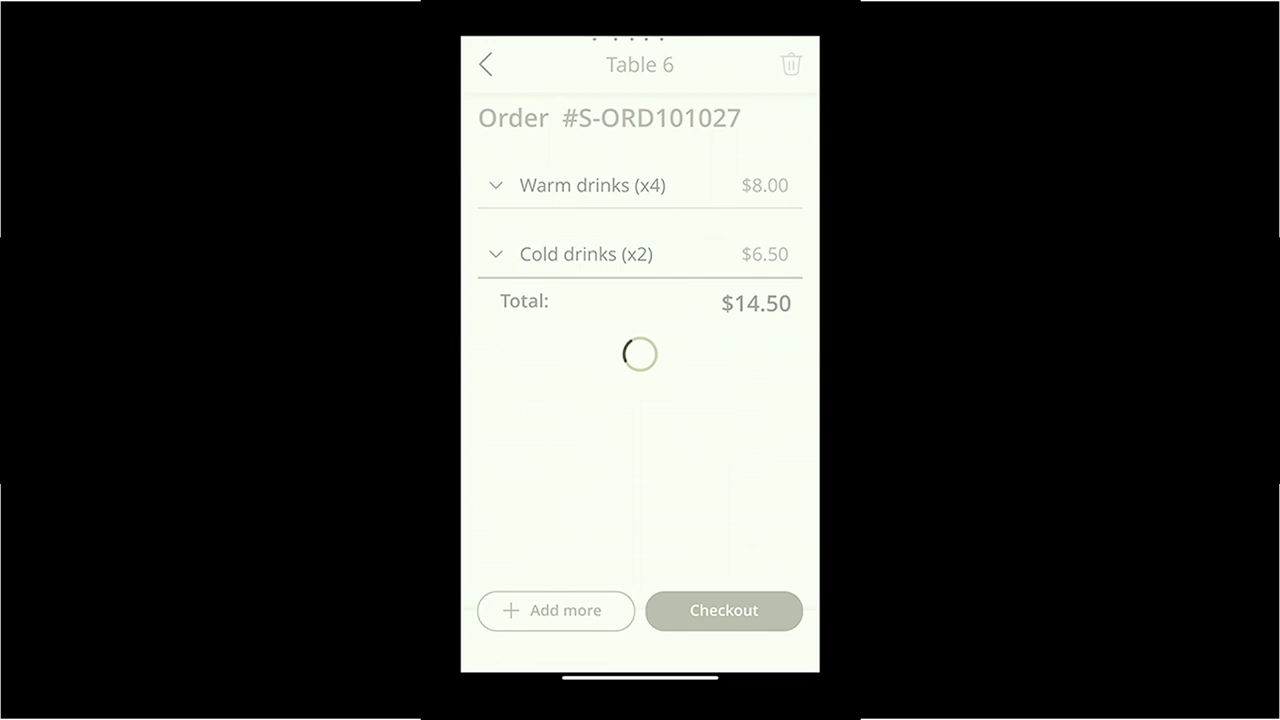 Table 6
Order #S-ORD101027
Warm drinks (x4) $8.00
Cold drinks (x2) $6.50
Total: $14.50
Add more
Checkout